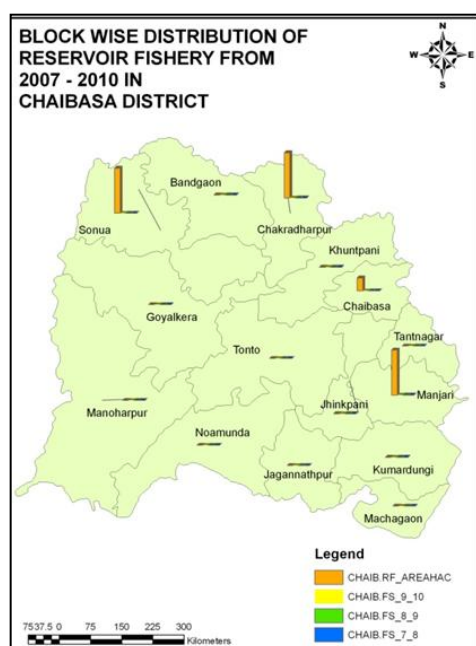 BLOCK WISE DISTRIBUTION OF
RESERVOIR FISHERY FROM
2007 - 2010 IN
CHAIBASA DISTRICT
N
W E
S
Bandgaon
Sonua
Chakradharpur
Khuntpani
Chaibasa
Goyalkera
Tantnagar
Tonto
Manjari
Jhinkpani
Manoharpur
Noamunda
Jagannathpur
Kumardungi
Machagaon
Legend
CHAIB.RF_AREAHAC
CHAIB.FS_9_10
CHAIB.FS_8_9
CHAIB.FS_7_8
75 37.5 0 75 150 225 300
Kilometers